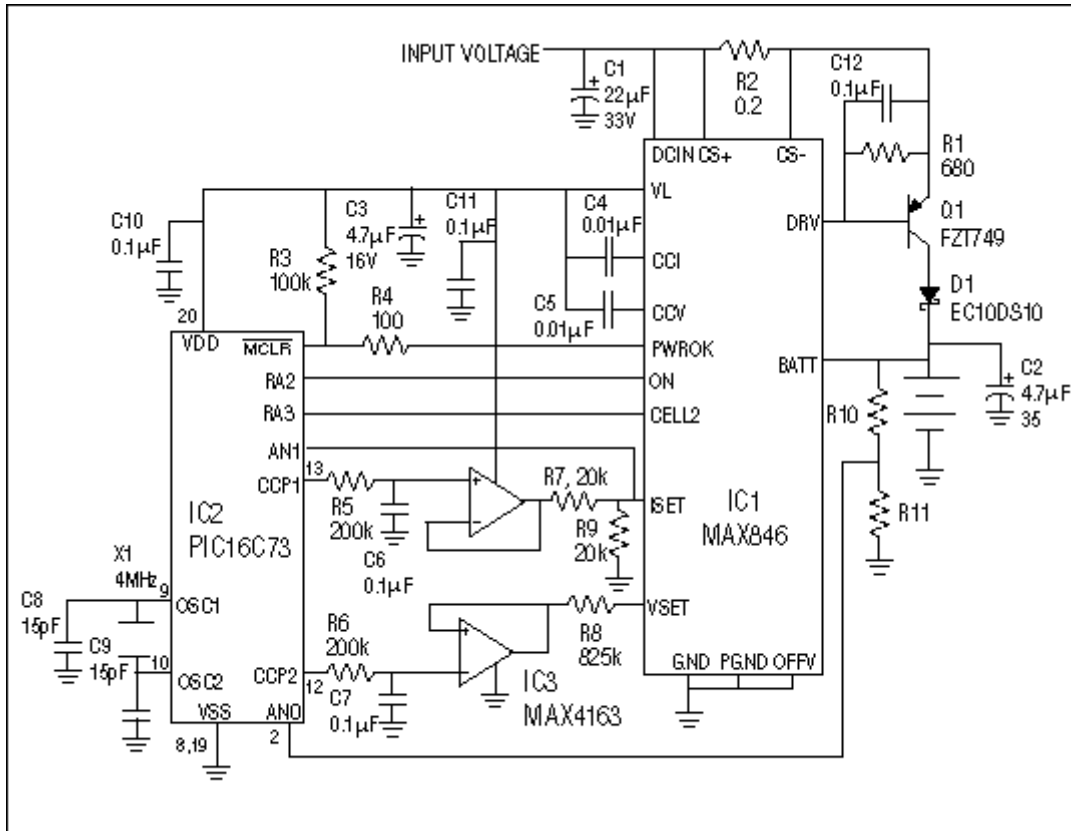 INPUT VOLTAGE
C1
22µF
33V
R2
0.2
C12
0.1µF
R1
680
Q1
FZT749
D1
EC10DS10
C2
4.7µF
35
DCIN CS+ CS-
VL
DRV
CCI
CCV
PWROK
BATT
ON
CELL2
ISET
IC1
MAX846
VSET
GND PGND OFFV
C10
0.1µF
C3
4.7µF
16V
C11
0.1µF
C4
0.01µF
C5
0.01µF
R3
100k
R4
100
20
VDD
MCLR
RA2
RA3
AN1
13
CCP1
IC2
PIC16C73
R5
200k
C6
0.1µF
R7, 20k
R9
20k
R10
R11
X1
4MHz
9
OSC1
C8
15pF
C9
15pF
10
OSC2
VSS
8,19
AN0
2
CCP2
12
R6
200k
C7
0.1µF
+
−
+
−
R8
825k
IC3
MAX4163